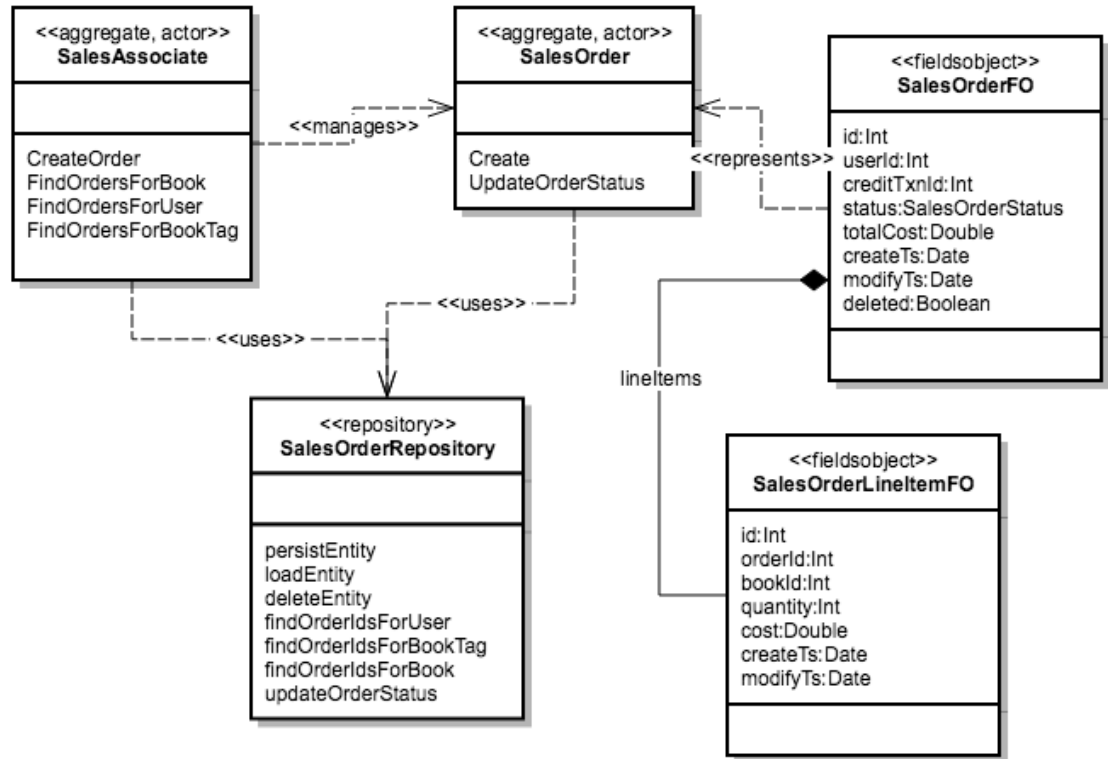 <<aggregate, actor>>
SalesAssociate
CreateOrder
FindOrdersForBook
FindOrdersForUser
FindOrdersForBookTag
<<manages>>
<<aggregate, actor>>
SalesOrder
Create
UpdateOrderStatus
<<represents>>
<<fieldsobject>>
SalesOrderFO
id:Int
userId:Int
creditTxnId:Int
status:SalesOrderStatus
totalCost:Double
createTs:Date
modifyTs:Date
deleted:Boolean
<<uses>>
<<uses>>
lineItems
<<repository>>
SalesOrderRepository
persistEntity
loadEntity
deleteEntity
findOrderIdsForUser
findOrderIdsForBookTag
findOrderIdsForBook
updateOrderStatus
<<fieldsobject>>
SalesOrderLineItemFO
id:Int
orderId:Int
bookId:Int
quantity:Int
cost:Double
createTs:Date
modifyTs:Date